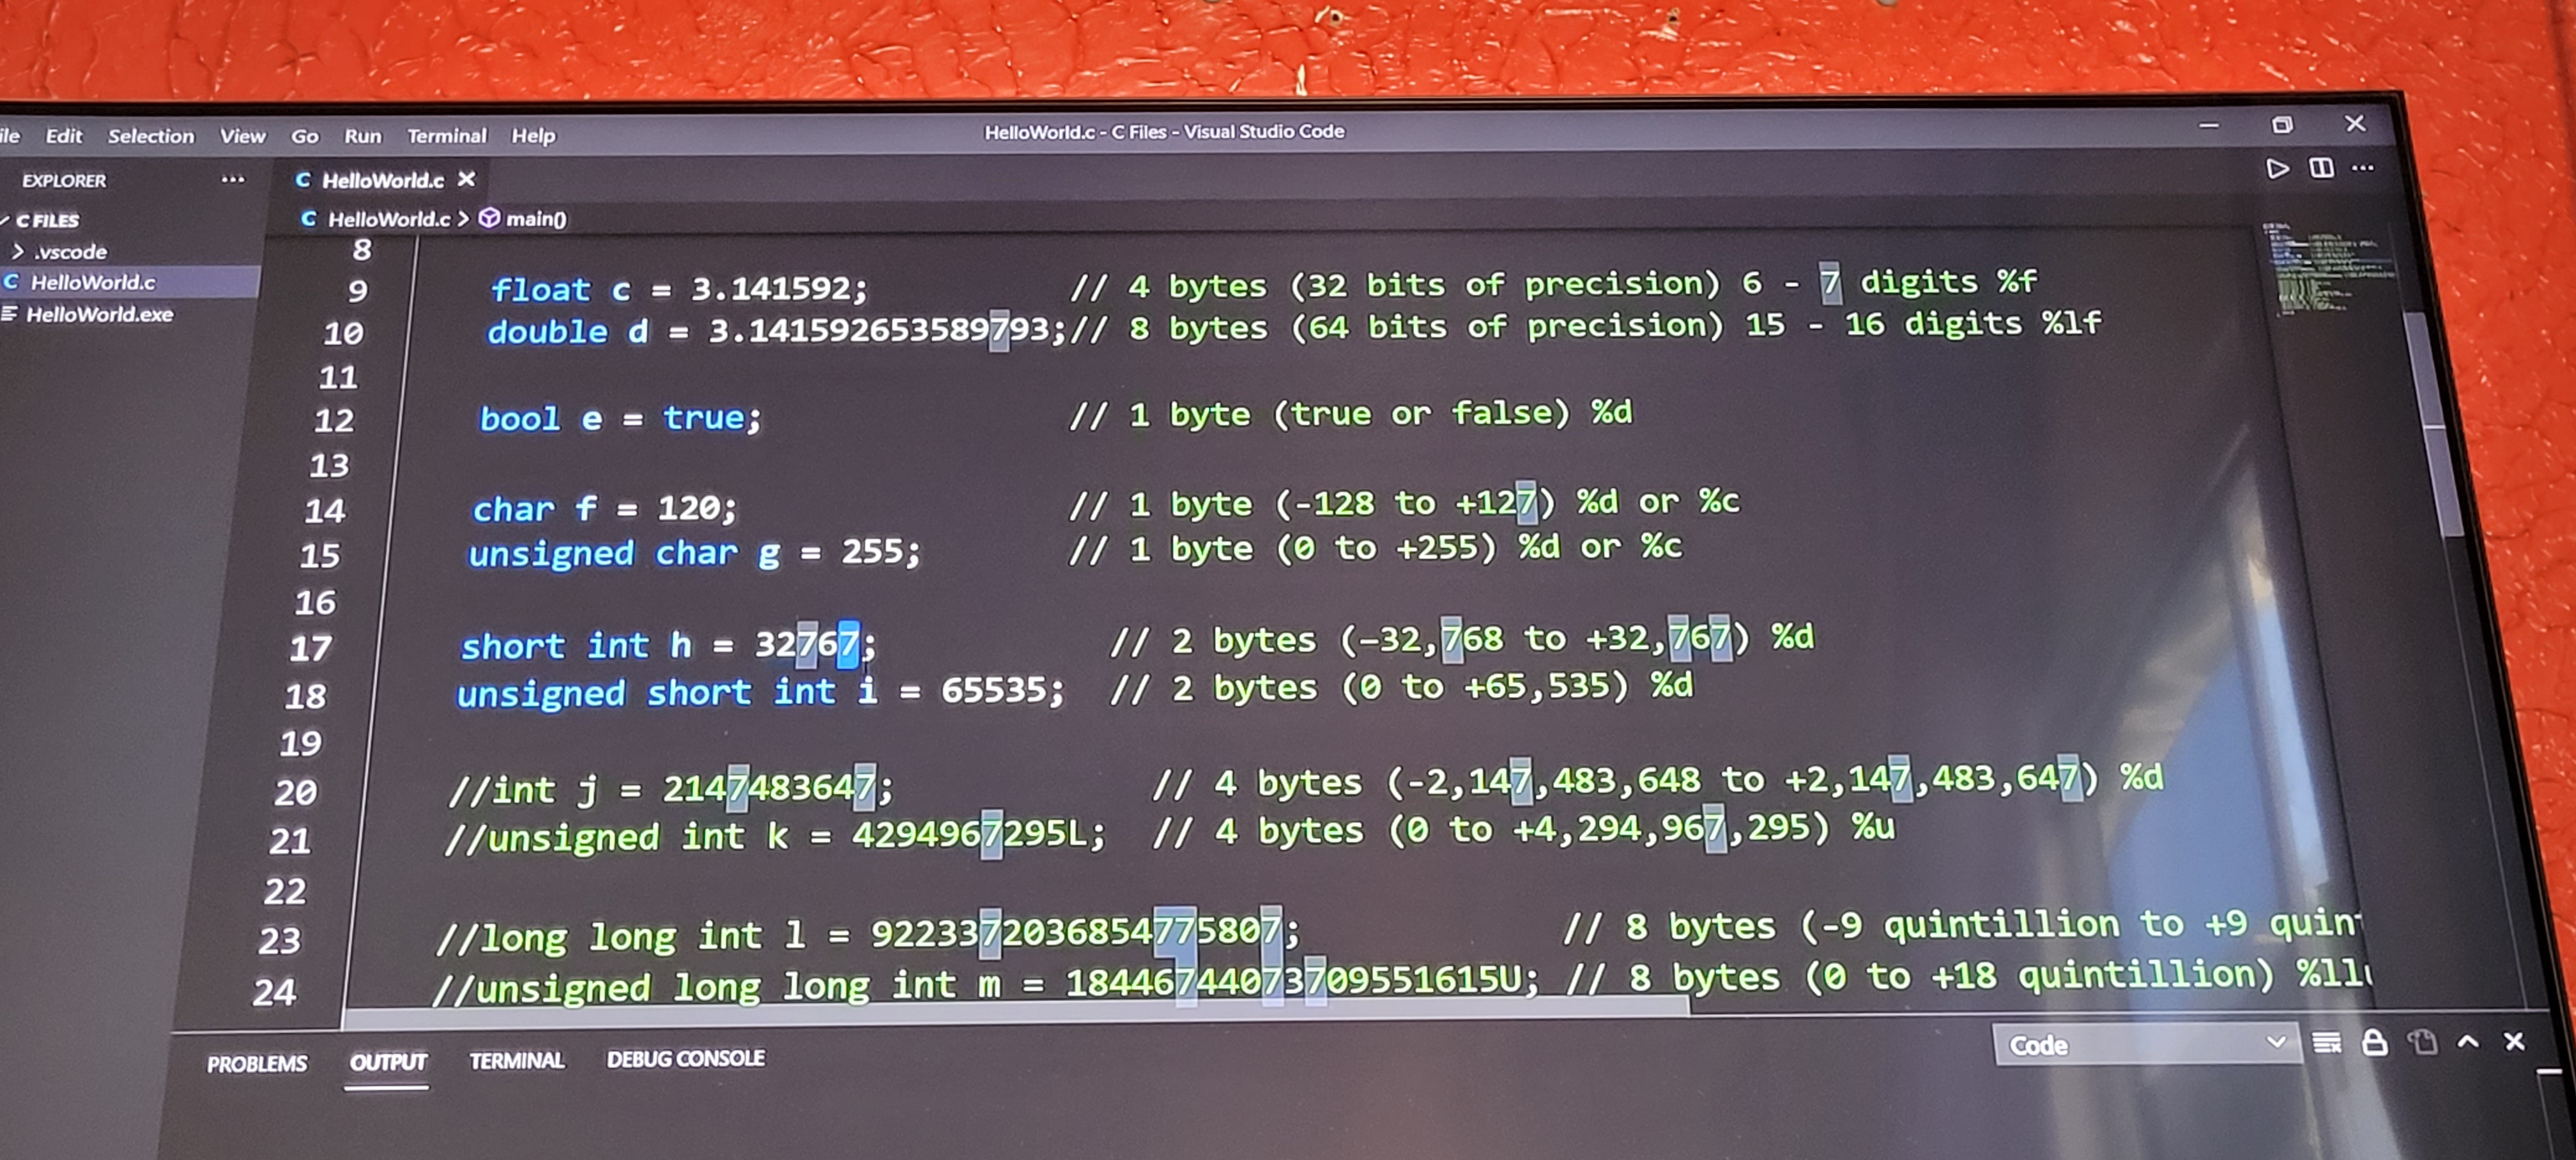 Edit Selection View Go Run Terminal Help HelloWorld.c - C Files - Visual Studio Code
EXPLORER ··· HelloWorld.c
C FILES HelloWorld.c > main()
> .vscode
C HelloWorld.c
HelloWorld.exe
8
9 float c = 3.141592; // 4 bytes (32 bits of precision) 6 - 7 digits %f
10 double d = 3.141592653589793;// 8 bytes (64 bits of precision) 15 - 16 digits %lf
11
12 bool e = true; // 1 byte (true or false) %d
13
14 char f = 120; // 1 byte (-128 to +127) %d or %c
15 unsigned char g = 255; // 1 byte (0 to +255) %d or %c
16
17 short int h = 32767; // 2 bytes (-32,768 to +32,767) %d
18 unsigned short int i = 65535; // 2 bytes (0 to +65,535) %d
19
20 //int j = 2147483647; // 4 bytes (-2,147,483,648 to +2,147,483,647) %d
21 //unsigned int k = 4294967295L; // 4 bytes (0 to +4,294,967,295) %u
22
23 //long long int l = 9223372036854775807; // 8 bytes (-9 quintillion to +9 quin
24 //unsigned long long int m = 18446744073709551615U; // 8 bytes (0 to +18 quintillion) %ll
PROBLEMS OUTPUT TERMINAL DEBUG CONSOLE Code